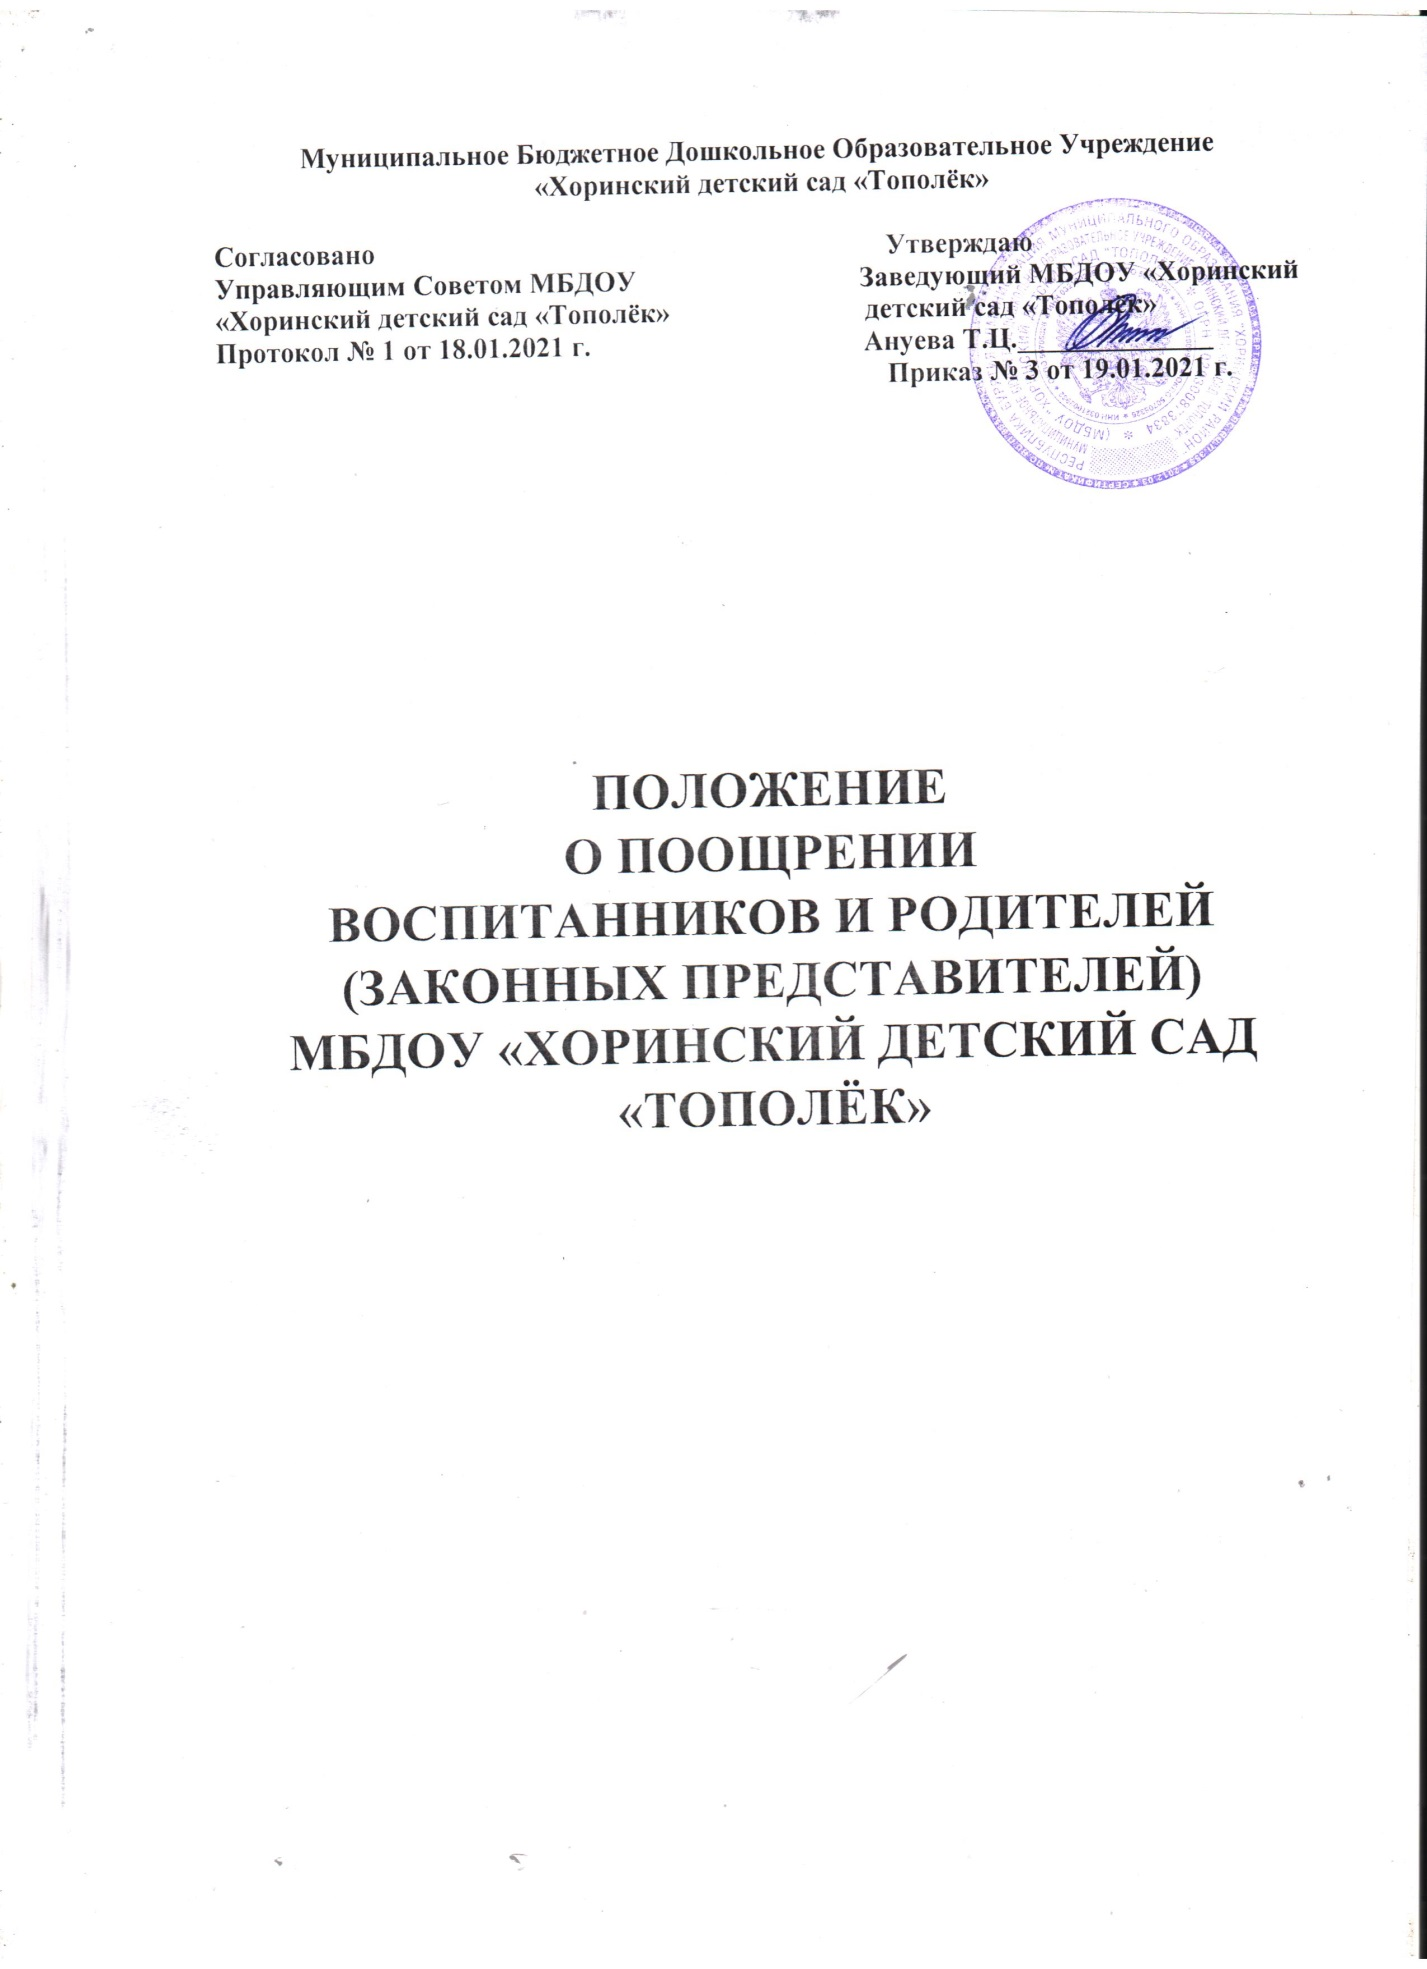 Муниципальное Бюджетное Дошкольное Образовательное Учреждение
«Хоринский детский сад «Тополёк»
Согласовано
Управляющим Советом МБДОУ
«Хоринский детский сад «Тополёк»
Протокол № 1 от 18.01.2021 г.
Утверждаю
Заведующий МБДОУ «Хоринский
детский сад «Тополёк»
Ануева Т.Ц.______________
Приказ № 3 от 19.01.2021 г.
ПОЛОЖЕНИЕ
О ПООЩРЕНИИ
ВОСПИТАННИКОВ И РОДИТЕЛЕЙ
(ЗАКОННЫХ ПРЕДСТАВИТЕЛЕЙ)
МБДОУ «ХОРИНСКИЙ ДЕТСКИЙ САД
«ТОПОЛЁК»